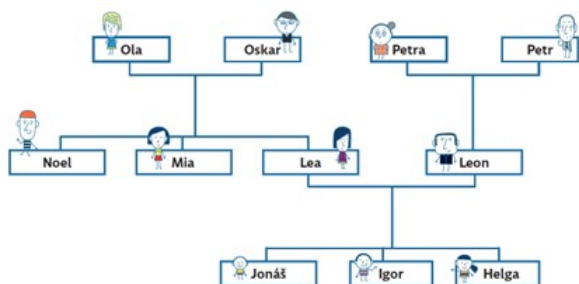 Ola
Oskar
Petra
Petr
Noel
Mia
Lea
Leon
Jonáš
Igor
Helga